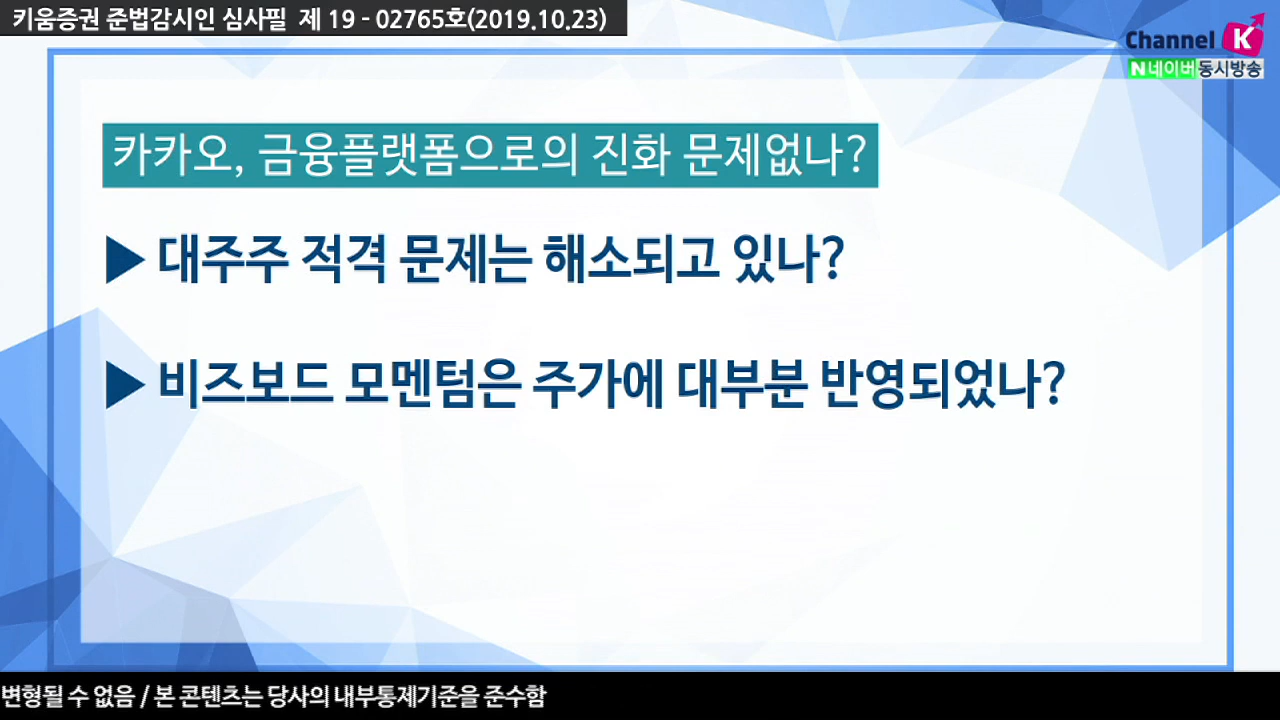 키움증권 준법감시인 심사필 제 19 - 02765호(2019.10.23)
Channel K
N 네이버 동시방송
카카오, 금융플랫폼으로의 진화 문제없나?
▶ 대주주 적격 문제는 해소되고 있나?
▶ 비즈보드 모멘텀은 주가에 대부분 반영되었나?
변형될 수 없음 / 본 콘텐츠는 당사의 내부통제기준을 준수함